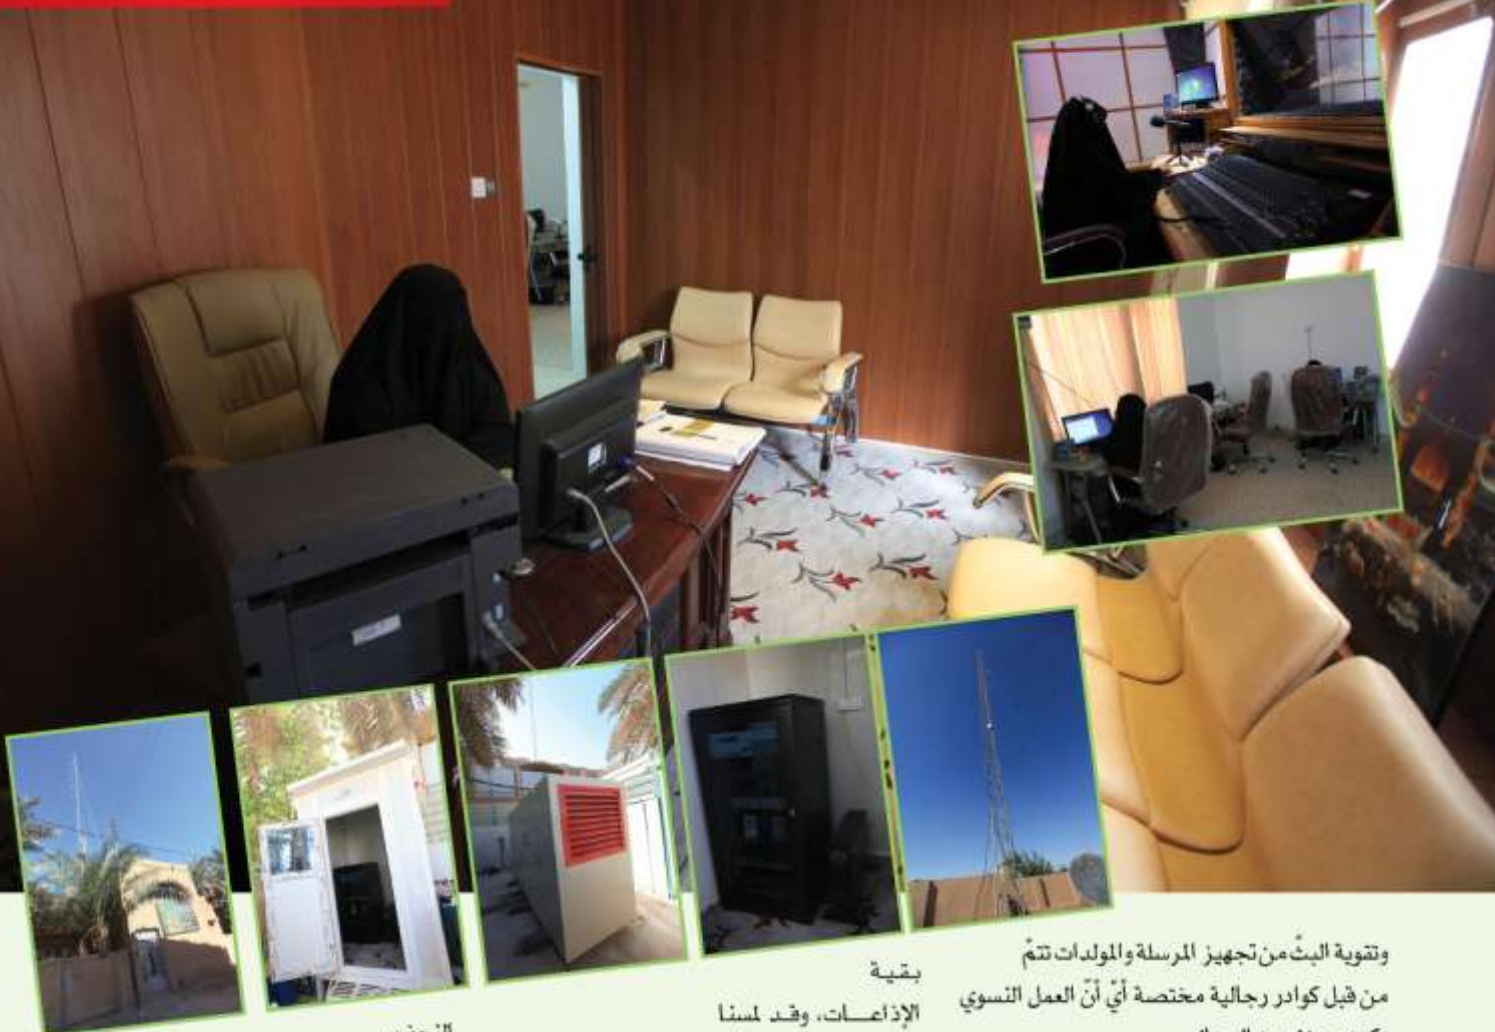 وتقوية البثّ من تجهيز المرسلة والمولدات تتمّ
من قبل كوادر رجالية مختصة أيّ أنّ العمل النسوي
بقية
الإذاعات، وقد لمسنا